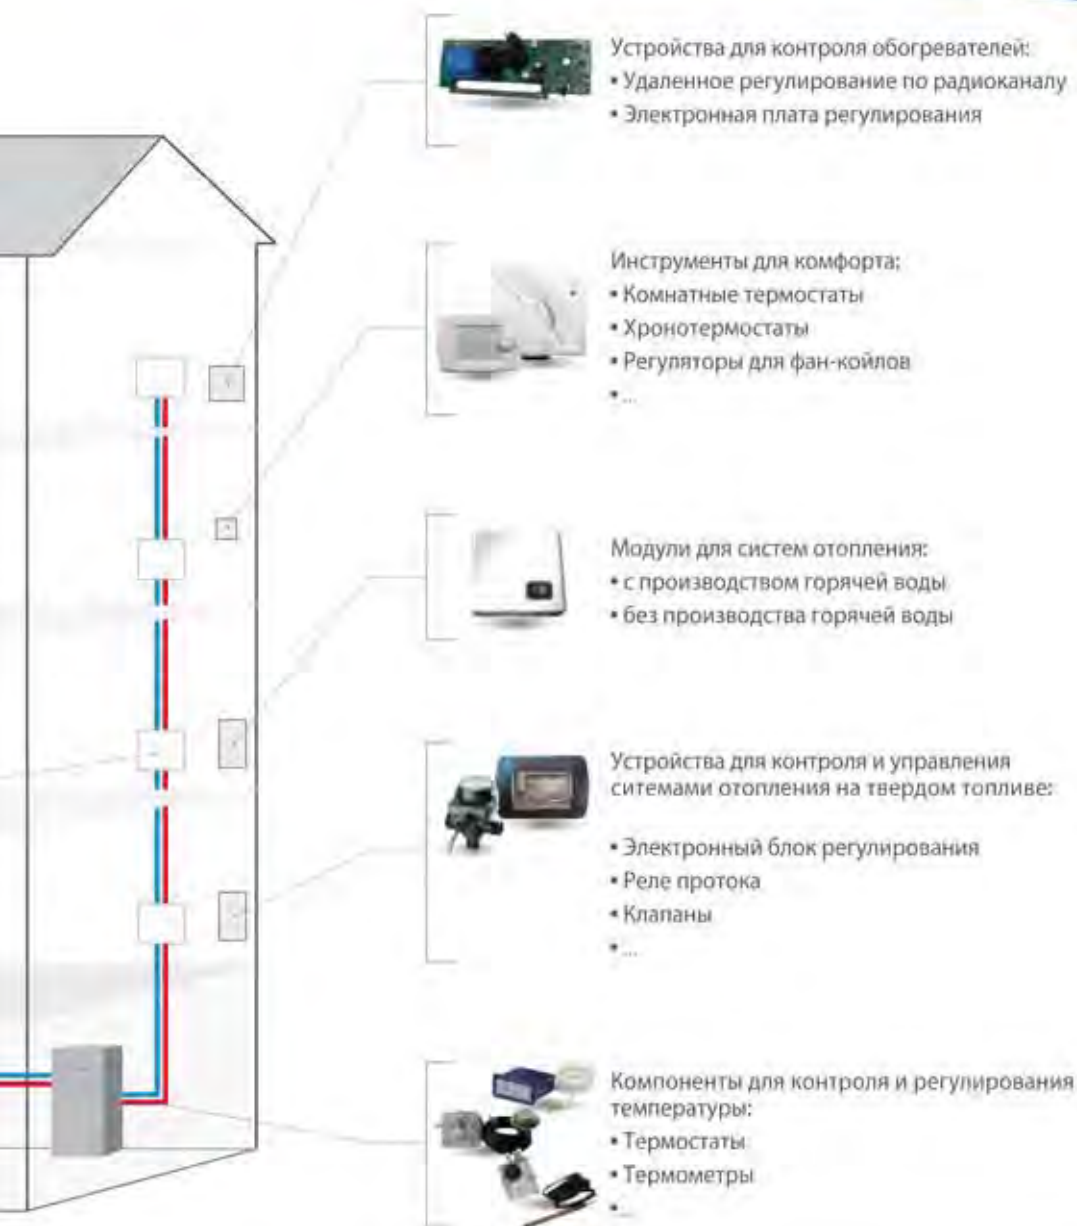 Устройства для контроля обогревателей:
▪ Удаленное регулирование по радиоканалу
▪ Электронная плата регулирования
Инструменты для комфорта:
▪ Комнатные термостаты
▪ Хронотермостаты
▪ Регуляторы для фан-койлов
▪ ...
Модули для систем отопления:
▪ с производством горячей воды
▪ без производства горячей воды
Устройства для контроля и управления
ситемами отопления на твердом топливе:
▪ Электронный блок регулирования
▪ Реле протока
▪ Клапаны
▪ ...
Компоненты для контроля и регулирования
температуры:
▪ Термостаты
▪ Термометры
▪ ...